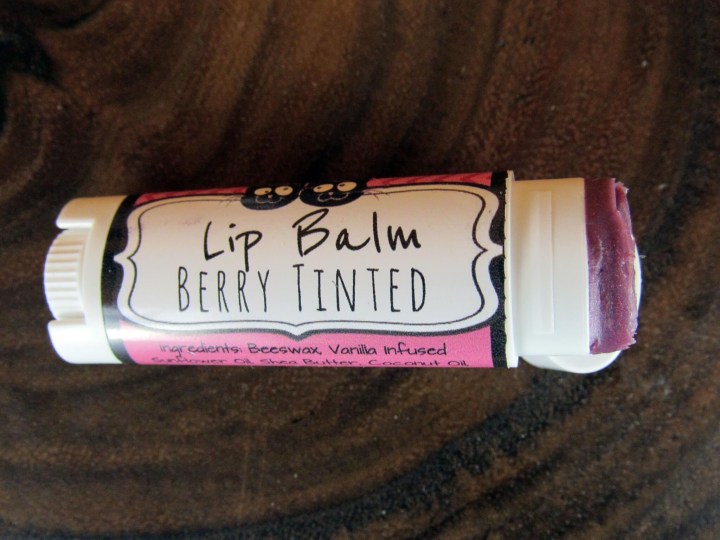 Lip Balm
BERRY TINTED
Ingredients: Beeswax, Vanilla Infused
Sunflower Oil, Shea Butter, Coconut Oil